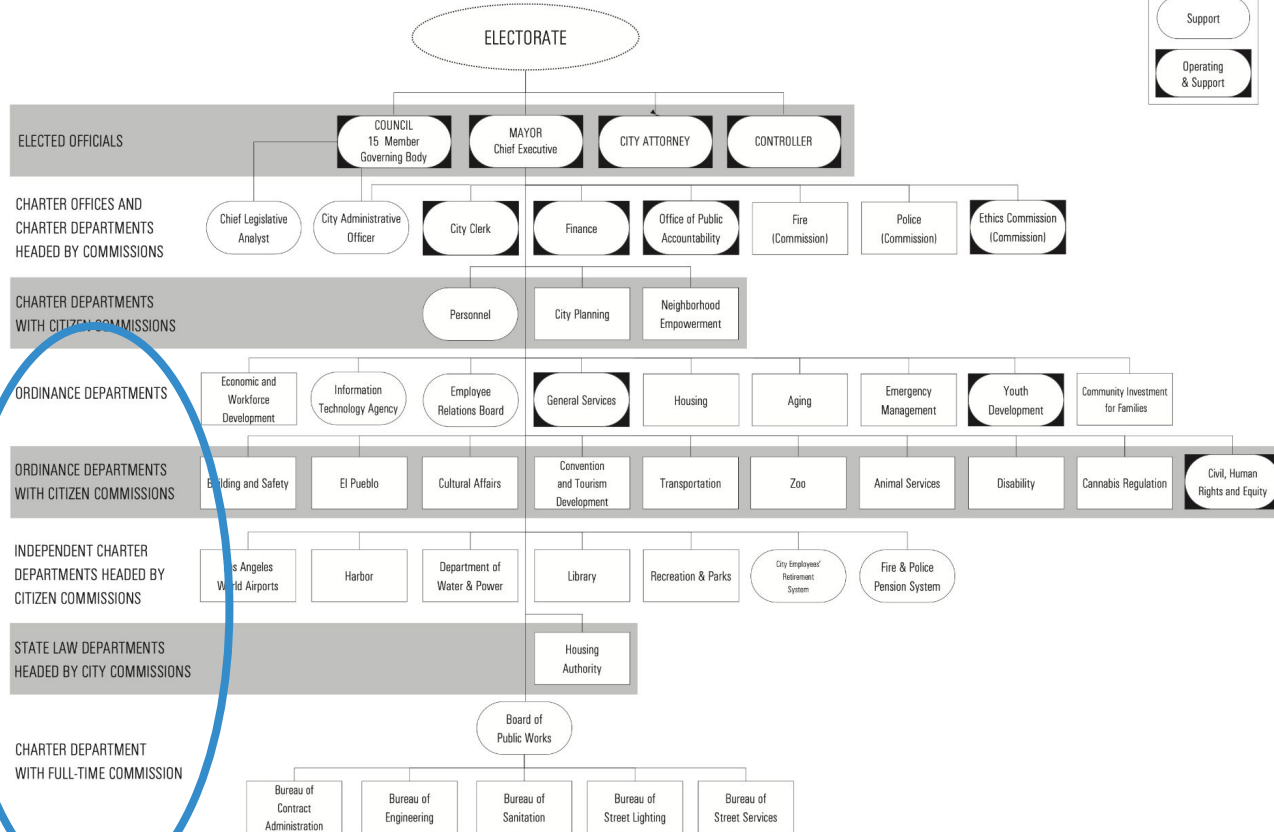 ELECTORATE
Support
Operating
& Support
ELECTED OFFICIALS
COUNCIL
15 Member
Governing Body
MAYOR
Chief Executive
CITY ATTORNEY
CONTROLLER
CHARTER OFFICES AND
CHARTER DEPARTMENTS
HEADED BY COMMISSIONS
Chief Legislative
Analyst
City Administrative
Officer
City Clerk
Finance
Office of Public
Accountability
Fire
(Commission)
Police
(Commission)
Ethics Commission
(Commission)
CHARTER DEPARTMENTS
WITH CITIZEN COMMISSIONS
Personnel
City Planning
Neighborhood
Empowerment
ORDINANCE DEPARTMENTS
Economic and
Workforce
Development
Information
Technology Agency
Employee
Relations Board
General Services
Housing
Aging
Emergency
Management
Youth
Development
Community Investment
for Families
ORDINANCE DEPARTMENTS
WITH CITIZEN COMMISSIONS
Building and Safety
El Pueblo
Cultural Affairs
Convention
and Tourism
Development
Transportation
Zoo
Animal Services
Disability
Cannabis Regulation
Civil, Human
Rights and Equity
INDEPENDENT CHARTER
DEPARTMENTS HEADED BY
CITIZEN COMMISSIONS
Los Angeles
World Airports
Harbor
Department of
Water & Power
Library
Recreation & Parks
City Employees'
Retirement
System
Fire & Police
Pension System
STATE LAW DEPARTMENTS
HEADED BY CITY COMMISSIONS
Housing
Authority
CHARTER DEPARTMENT
WITH FULL-TIME COMMISSION
Board of
Public Works
Bureau of
Contract
Administration
Bureau of
Engineering
Bureau of
Sanitation
Bureau of
Street Lighting
Bureau of
Street Services